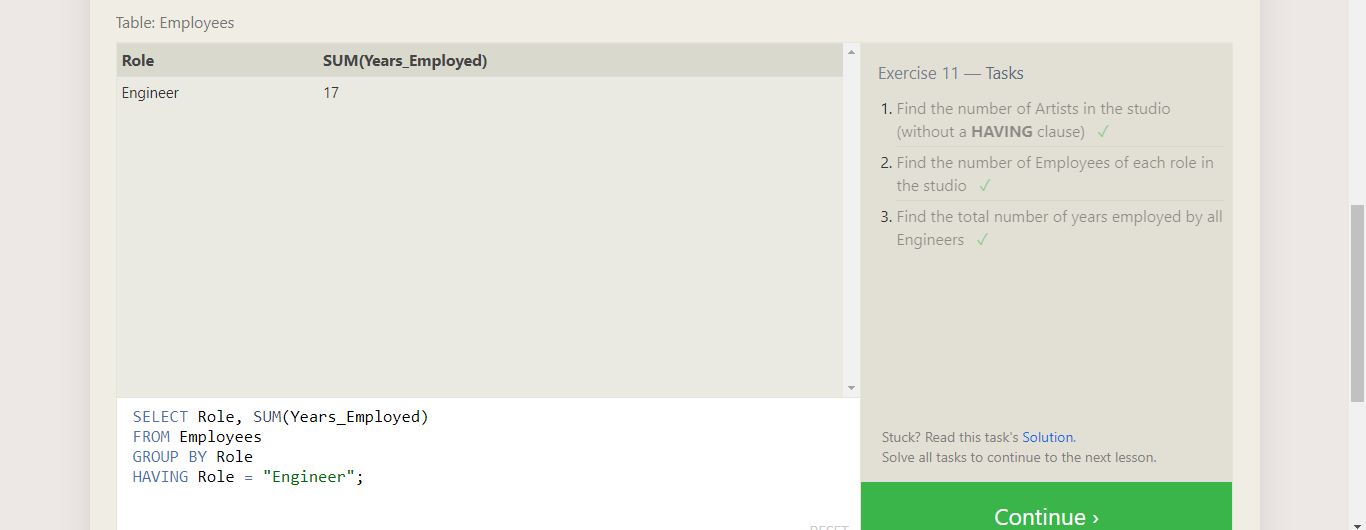 Table: Employees
Role SUM(Years_Employed)
Engineer 17
Exercise 11 — Tasks
1. Find the number of Artists in the studio
(without a HAVING clause) ✓
2. Find the number of Employees of each role in
the studio ✓
3. Find the total number of years employed by all
Engineers ✓
SELECT Role, SUM(Years_Employed)
FROM Employees
GROUP BY Role
HAVING Role = "Engineer";
RESET
Stuck? Read this task's Solution.
Solve all tasks to continue to the next lesson.
Continue ›